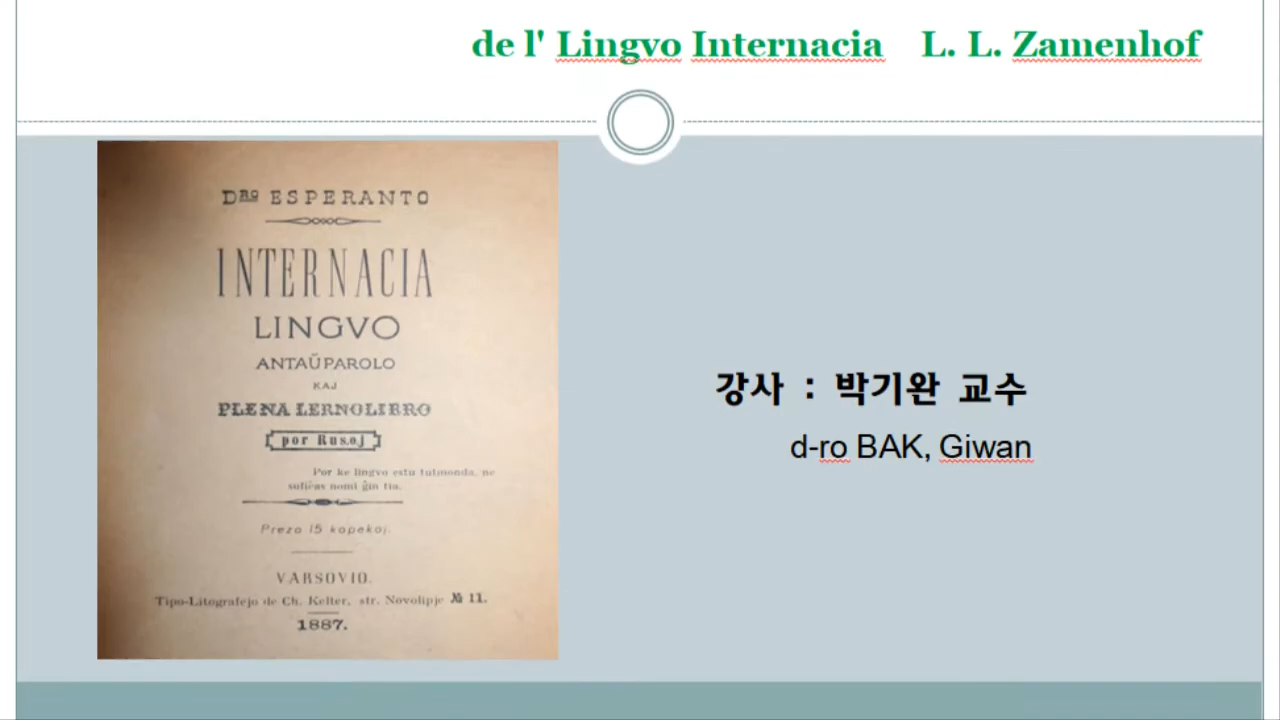 de l' Lingvo Internacia L. L. Zamenhof
DRO ESPERANTO
INTERNACIA
LINGVO
ANTAŬPAROLO
KAJ
PLENA LERNOLIBRO
por Rusoj
Por ke lingvo estu tutmonda, ne
sufiĉas nomi ĝin tia.
Prezo 15 kopekoj.
VARSOVIO.
Tipo-Litografejo de Ch. Kelter, str. Novolipje № 11.
1887.
강사 : 박기완 교수
d-ro BAK, Giwan